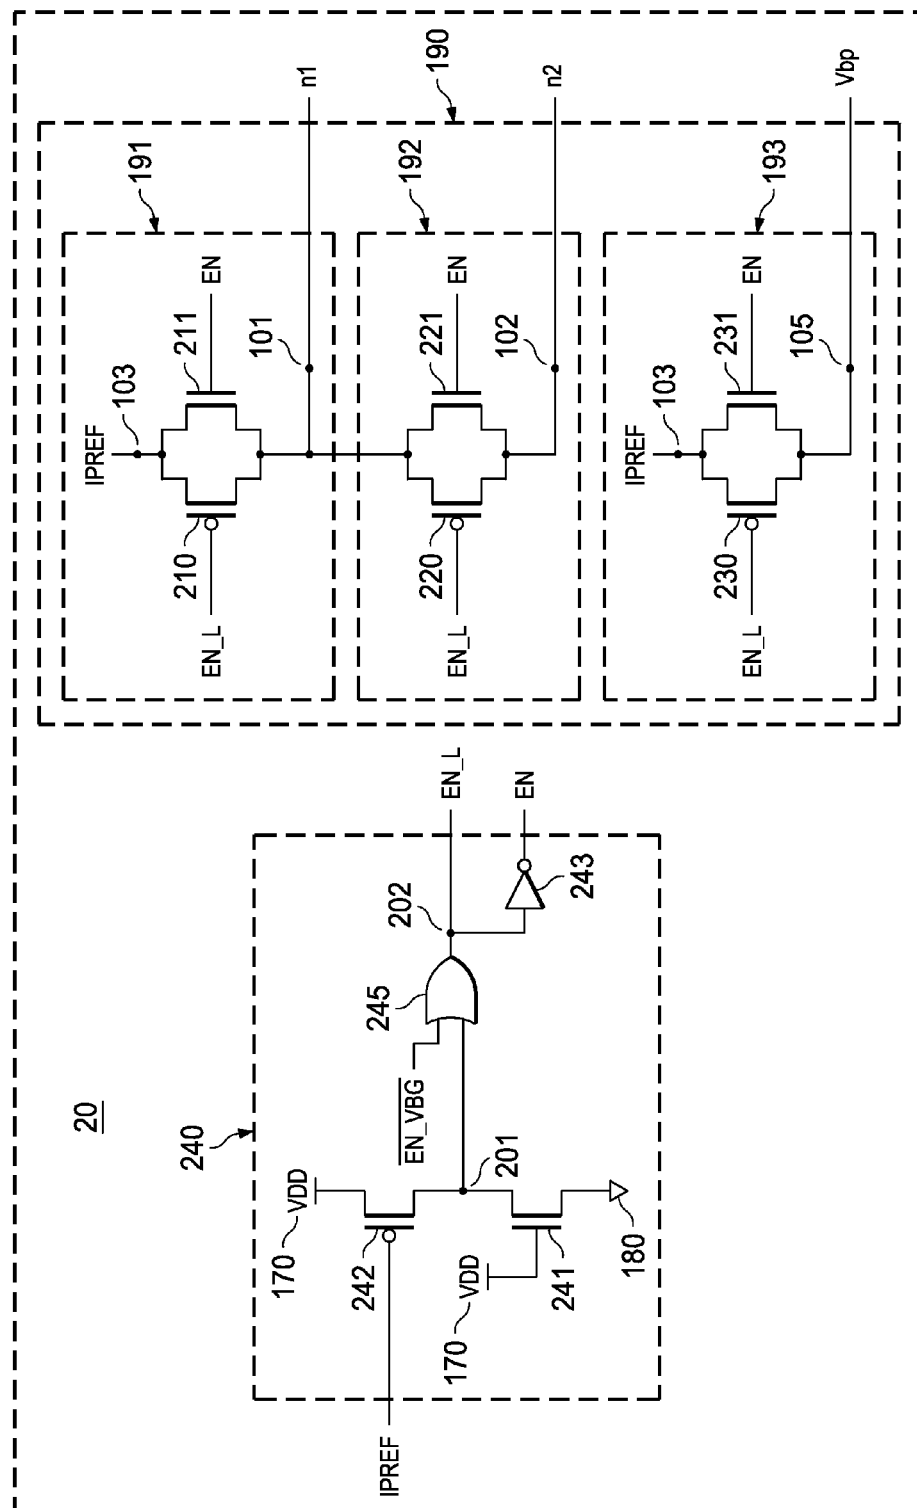 20
240
170
VDD
242
IPREF
170
VDD
241
180
201
EN_VBG
245
202
EN_L
243
EN
190
191
IPREF
103
210
211
EN_L
EN
101
n1
192
220
221
EN_L
EN
102
n2
193
IPREF
103
230
231
EN_L
EN
105
Vbp